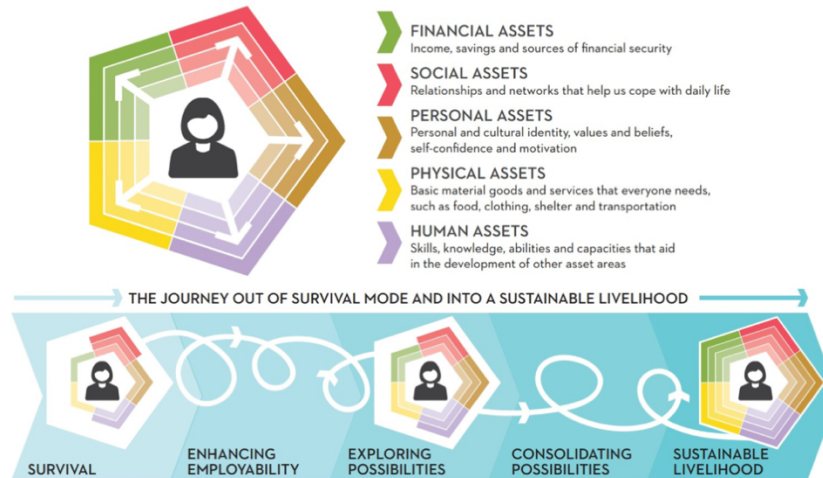 FINANCIAL ASSETS
Income, savings and sources of financial security
SOCIAL ASSETS
Relationships and networks that help us cope with daily life
PERSONAL ASSETS
Personal and cultural identity, values and beliefs,
self-confidence and motivation
PHYSICAL ASSETS
Basic material goods and services that everyone needs,
such as food, clothing, shelter and transportation
HUMAN ASSETS
Skills, knowledge, abilities and capacities that aid
in the development of other asset areas
THE JOURNEY OUT OF SURVIVAL MODE AND INTO A SUSTAINABLE LIVELIHOOD
SURVIVAL
ENHANCING
EMPLOYABILITY
EXPLORING
POSSIBILITIES
CONSOLIDATING
POSSIBILITIES
SUSTAINABLE
LIVELIHOOD